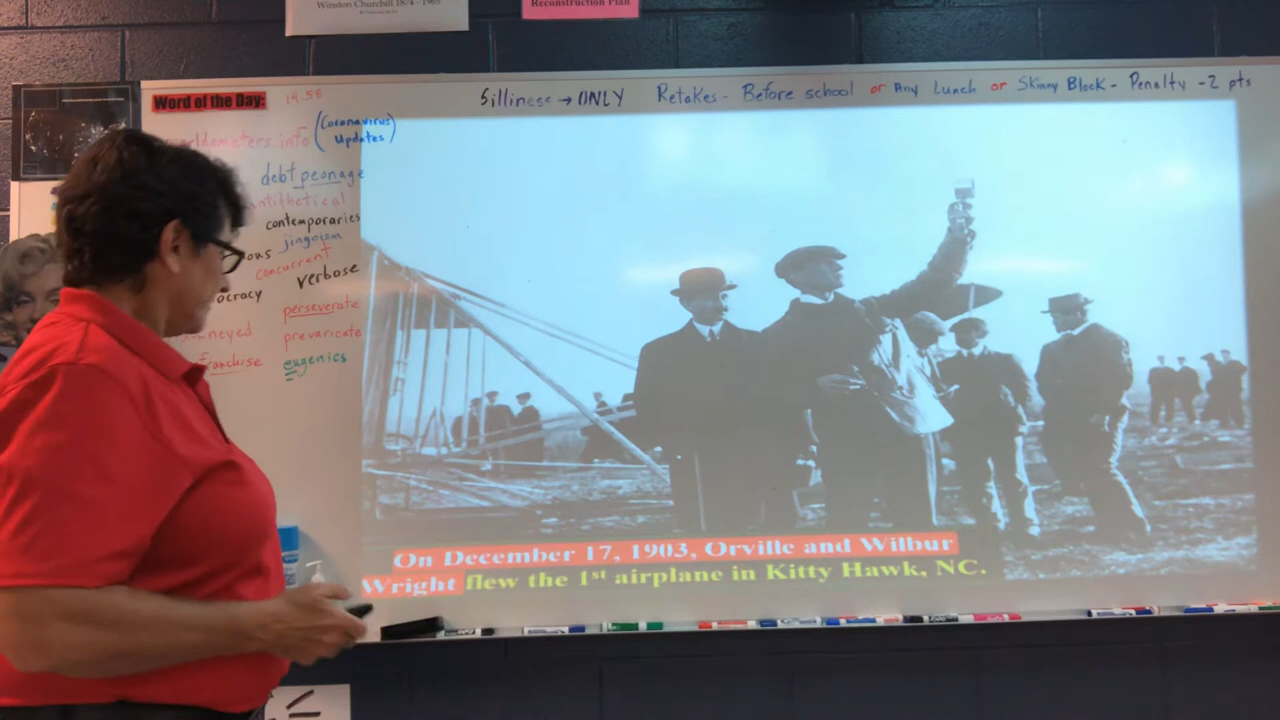 Winston Churchill 1874 - 1965
Reconstruction Plan
Word of the Day:
14.58
Silliness → ONLY Retakes - Before school or Any Lunch or Skinny Block - Penalty - 2 pts
(Coronavirus
Updates)
debt peonage
contemporaries
jingoism
concurrent
verbose
perseverate
prevaricate
eugenics
On December 17, 1903, Orville and Wilbur
Wright flew the 1st airplane in Kitty Hawk, NC.